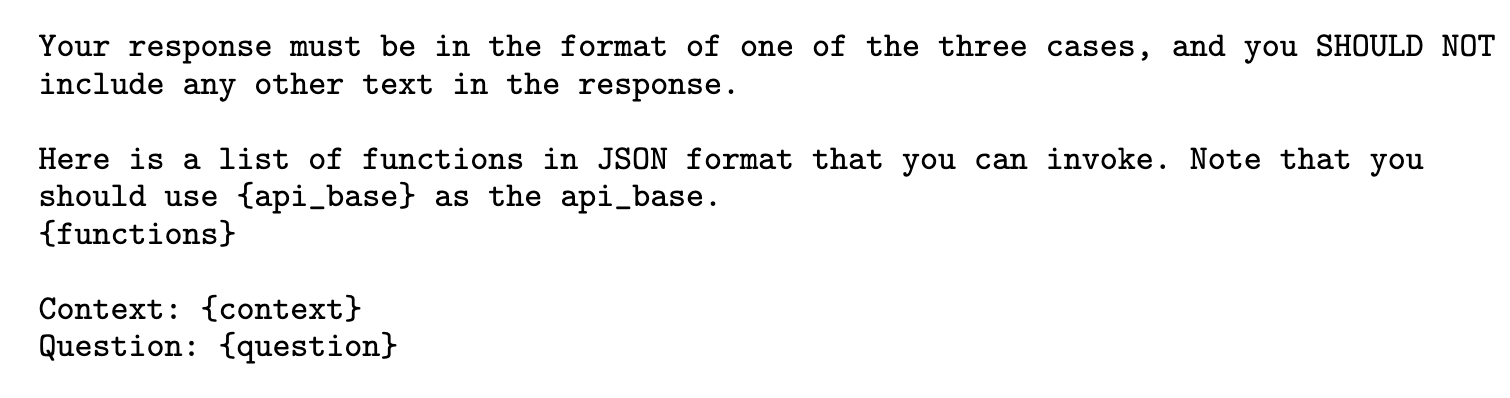 Your response must be in the format of one of the three cases, and you SHOULD NOT
include any other text in the response.
Here is a list of functions in JSON format that you can invoke. Note that you
should use {api_base} as the api_base.
{functions}
Context: {context}
Question: {question}